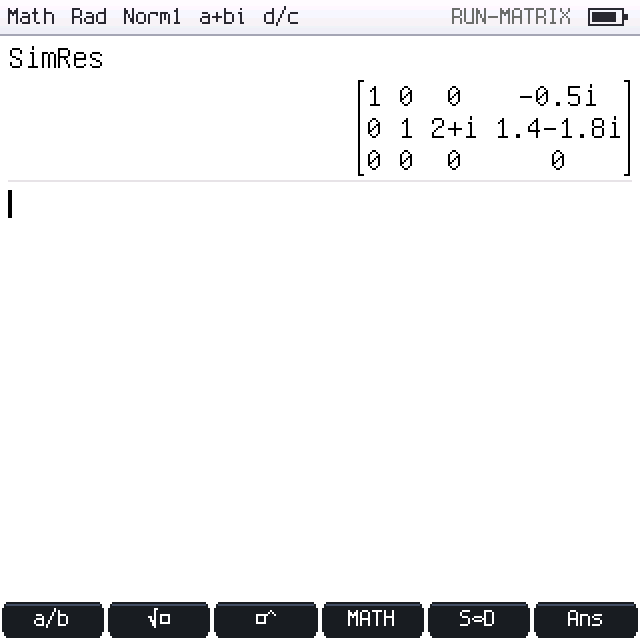 Math Rad Norm1 a+bi d/c RUN-MATRIX
SimRes
1 0 0 -0.5i
0 1 2+i 1.4-1.8i
0 0 0 0
a/b √□ □^ MATH S=D Ans